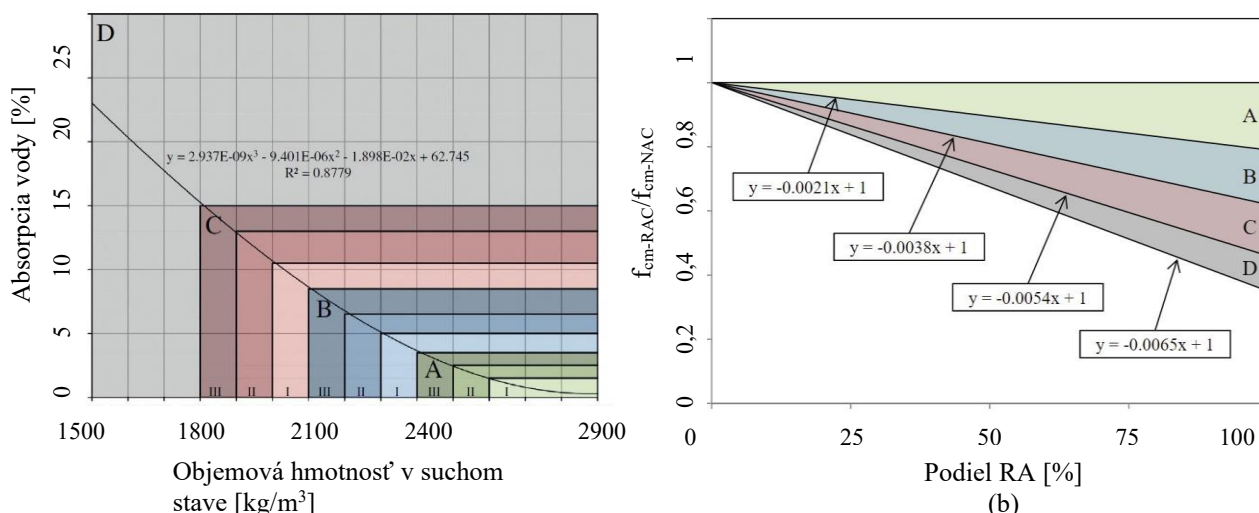 D
25
20
15
10
5
0
Absorpcia vody [%]
y = 2.937E-09x³ - 9.401E-06x² - 1.898E-02x + 62.745
R² = 0.8779
C
B
A
III II I III II I III II I
1500 1800 2100 2400 2900
Objemová hmotnosť v suchom
stave [kg/m³]
1
0,8
0,6
0,4
0,2
0
fcm-RAC/fcm-NAC
A
B
C
D
y = -0.0021x + 1
y = -0.0038x + 1
y = -0.0054x + 1
y = -0.0065x + 1
0 25 50 75 100
Podiel RA [%]
(b)